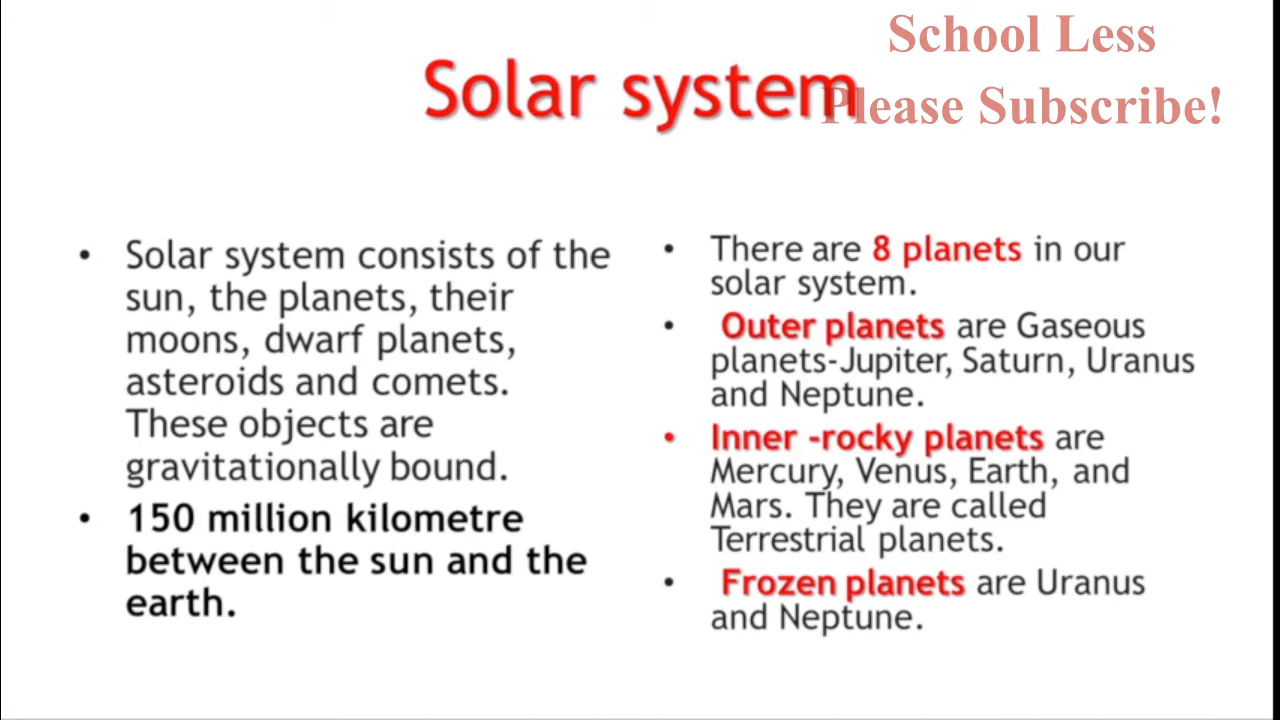 School Less
Please Subscribe!
Solar system
• Solar system consists of the
sun, the planets, their
moons, dwarf planets,
asteroids and comets.
These objects are
gravitationally bound.
• 150 million kilometre
between the sun and the
earth.
• There are 8 planets in our
solar system.
• Outer planets are Gaseous
planets-Jupiter, Saturn, Uranus
and Neptune.
• Inner -rocky planets are
Mercury, Venus, Earth, and
Mars. They are called
Terrestrial planets.
• Frozen planets are Uranus
and Neptune.